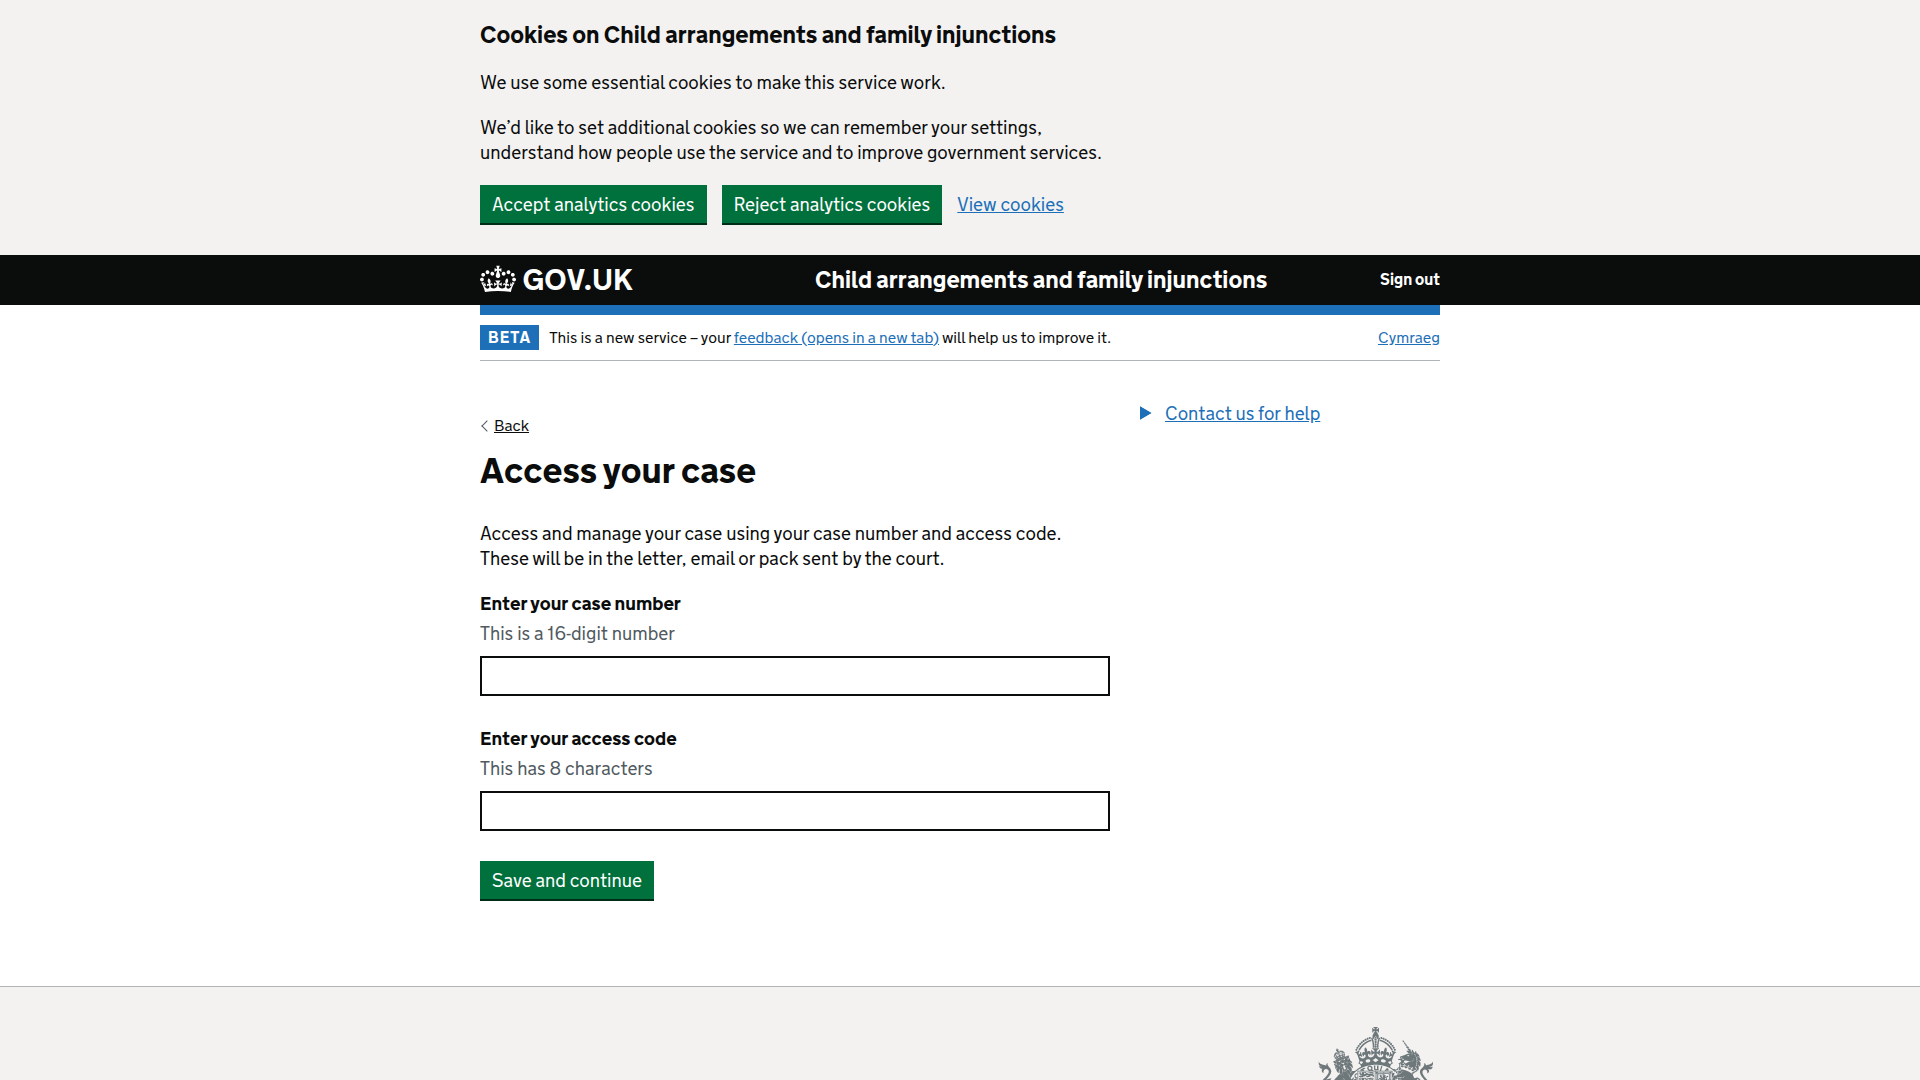 Cookies on Child arrangements and family injunctions
We use some essential cookies to make this service work.
We’d like to set additional cookies so we can remember your settings,
understand how people use the service and to improve government services.
Accept analytics cookies Reject analytics cookies View cookies
GOV.UK Child arrangements and family injunctions Sign out
BETA This is a new service – your feedback (opens in a new tab) will help us to improve it. Cymraeg
Contact us for help
Back
Access your case
Access and manage your case using your case number and access code.
These will be in the letter, email or pack sent by the court.
Enter your case number
This is a 16-digit number
Enter your access code
This has 8 characters
Save and continue